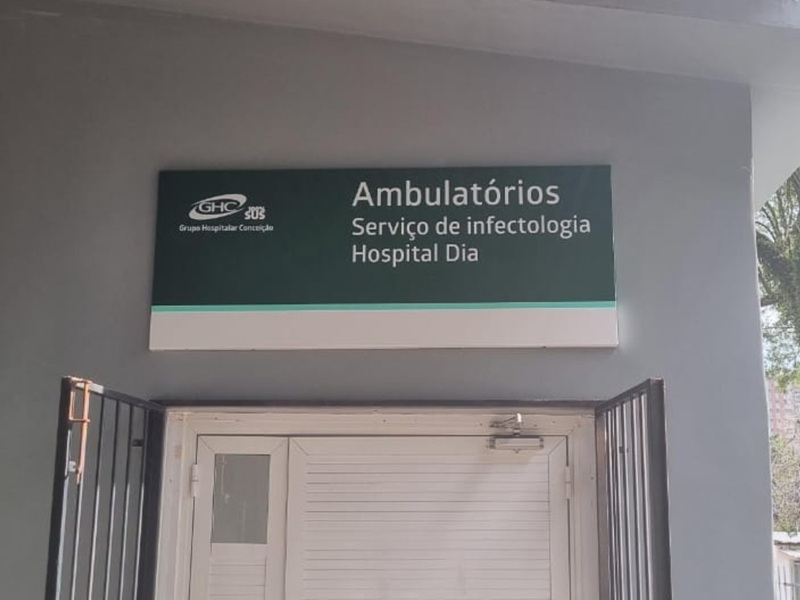 GHC
100%
SUS
Grupo Hospitalar Conceição
Ambulatórios
Serviço de infectologia
Hospital Dia